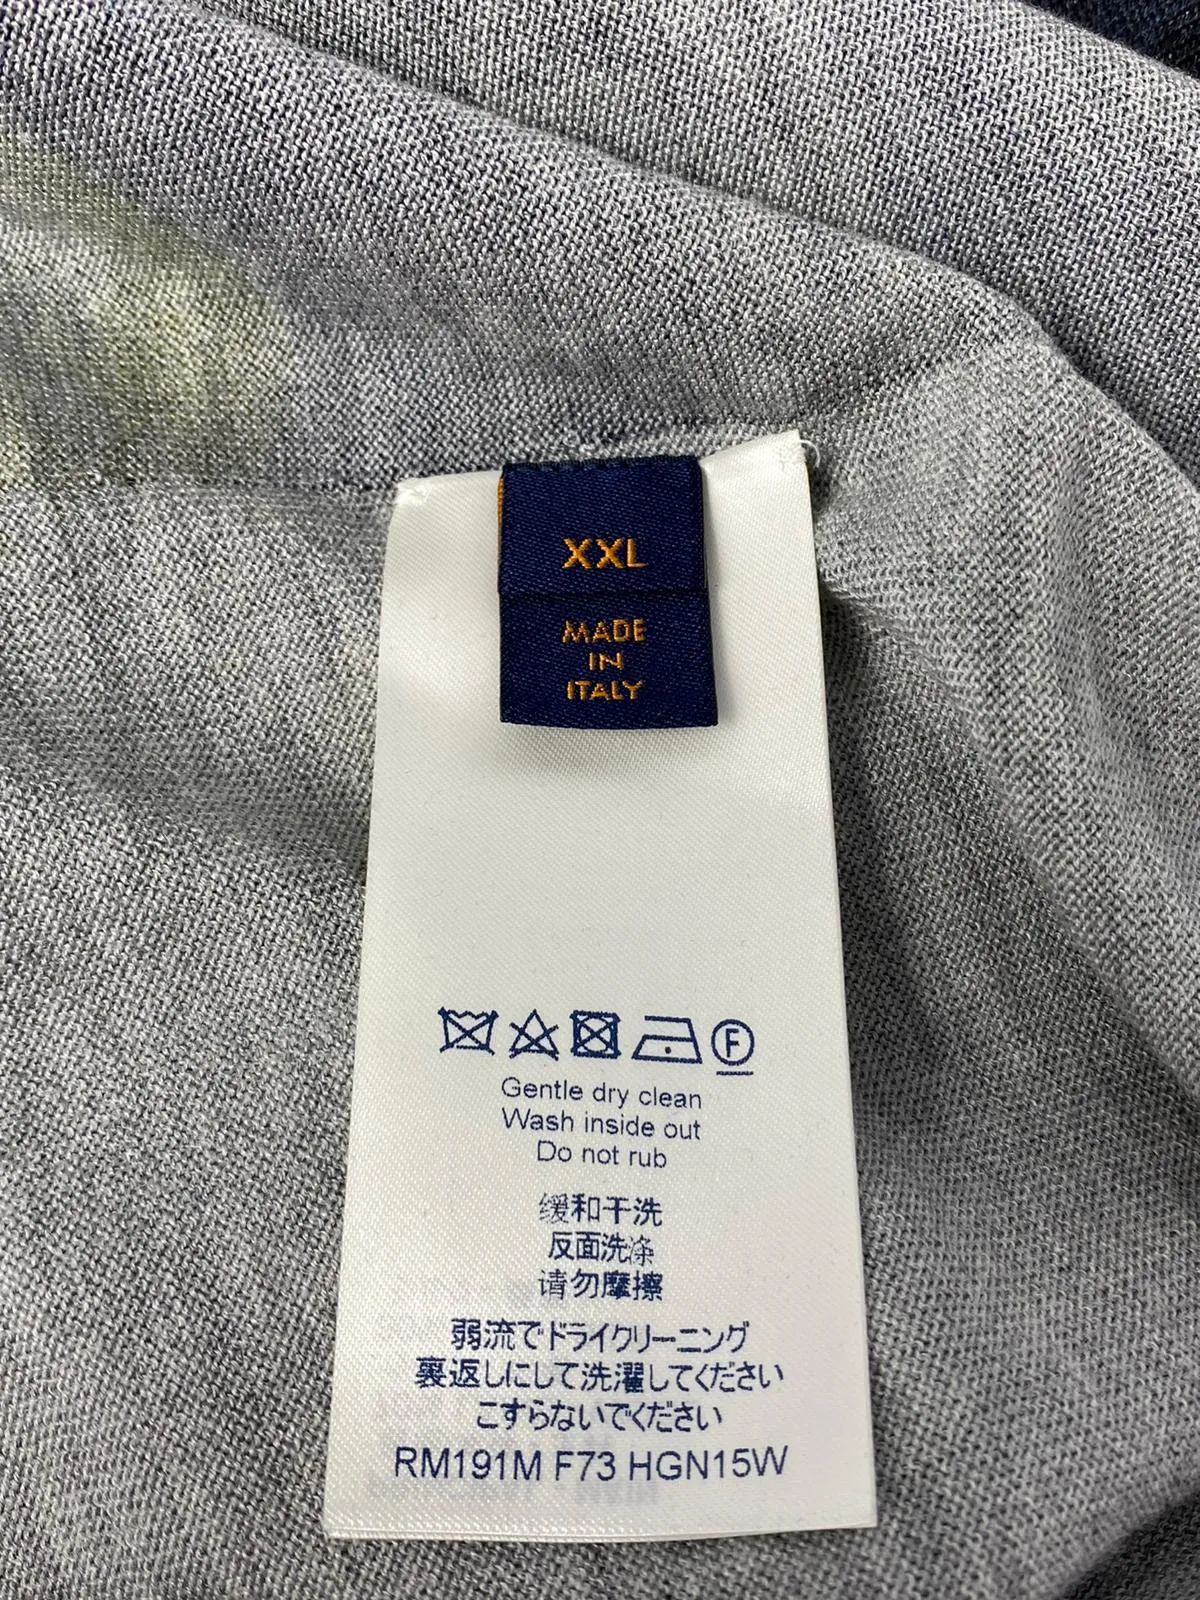 XXL
MADE
IN
ITALY
F
Gentle dry clean
Wash inside out
Do not rub
缓和干洗
反面洗涤
请勿摩擦
弱流でドライクリーニング
裏返しにして洗濯してください
こすらないでください
RM191M F73 HGN15W